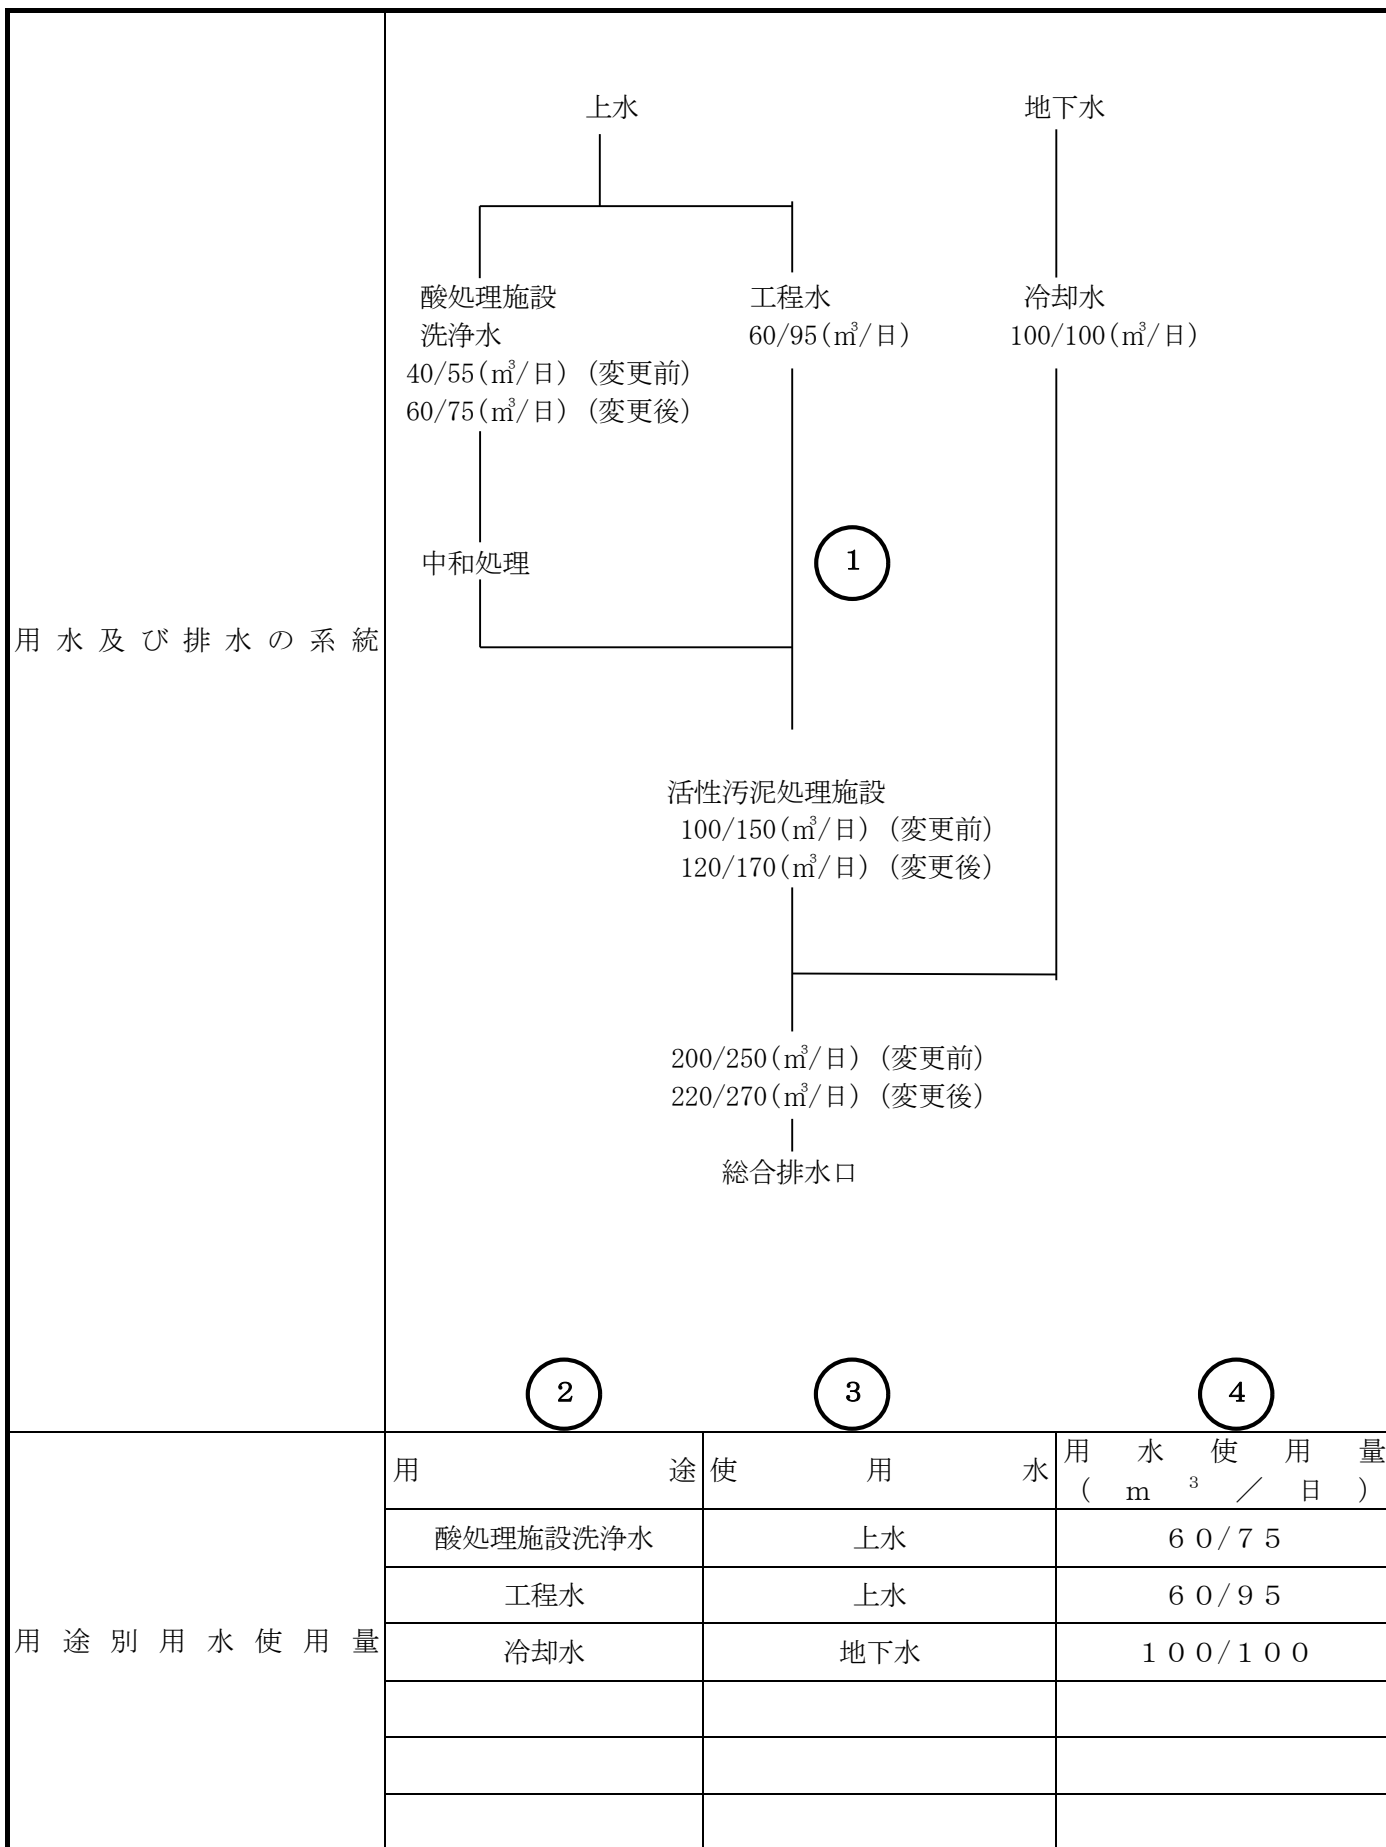 上水
地下水
酸処理施設
洗浄水
40/55(㎥/日)(変更前)
60/75(㎥/日)(変更後)
工程水
60/95(㎥/日)
冷却水
100/100(㎥/日)
中和処理
1
用水及び排水の系統
活性汚泥処理施設
100/150(㎥/日)(変更前)
120/170(㎥/日)(変更後)
200/250(㎥/日)(変更前)
220/270(㎥/日)(変更後)
総合排水口
2
3
4
用途
使用水
用水使用量
(m³/日)
酸処理施設洗浄水
上水
60/75
工程水
上水
60/95
用途別用水使用量
冷却水
地下水
100/100